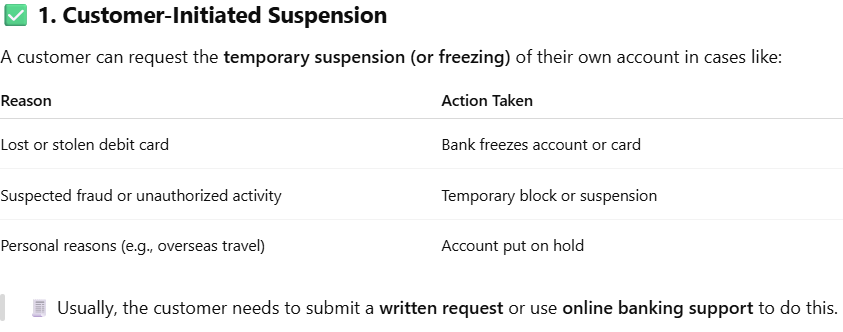 ✅ 1. Customer-Initiated Suspension
A customer can request the temporary suspension (or freezing) of their own account in cases like:
Reason Action Taken
Lost or stolen debit card Bank freezes account or card
Suspected fraud or unauthorized activity Temporary block or suspension
Personal reasons (e.g., overseas travel) Account put on hold
🧾 Usually, the customer needs to submit a written request or use online banking support to do this.